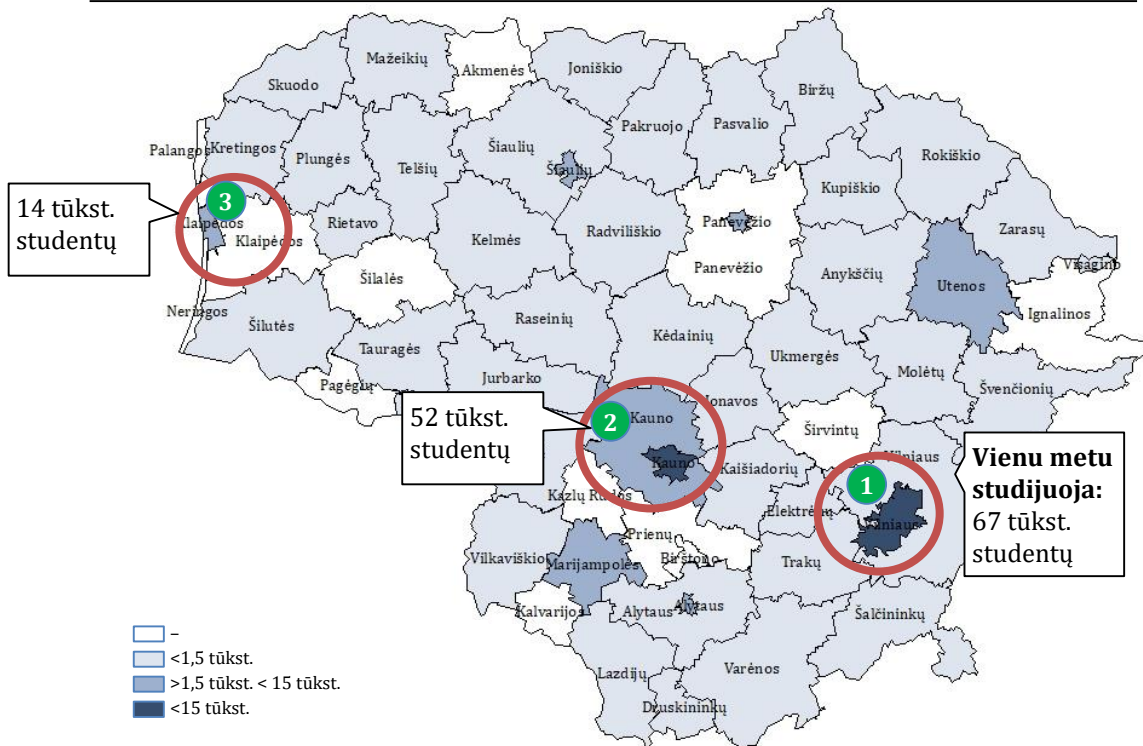 Mažeikių
Akmenės
Joniškio
Biržų
Skuodo
Pakruojo
Pasvalio
Palangos
Kretingos
Plungės
Telšių
Šiaulių
Šiaulių
Rokiškio
Kupiškio
3
14 tūkst.
studentų
Klaipėdos
Klaipėdos
Rietavo
Kelmės
Radviliškio
Panevėžio
Panevėžio
Zarasų
Visagino
Anykščių
Utenos
Ignalinos
Šilalės
Neringos
Šilutės
Raseinių
Kėdainių
Tauragės
Ukmergės
Molėtų
Švenčionių
Pagėgių
Jurbarko
Jonavos
52 tūkst.
studentų
2
Kauno
Širvintų
Kauno
Kaišiadorių
Vilniaus
1
Vienu metu
studijuoja:
67 tūkst.
studentų
Kazlų Rūdos
Elektrėnų
Vilniaus
Prienų
Birštono
Vilkaviškio
Marijampolės
Trakų
Kalvarijos
Alytaus
Alytaus
Šalčininkų
Lazdijų
Varėnos
Druskininkų
–
<1,5 tūkst.
>1,5 tūkst. < 15 tūkst.
<15 tūkst.